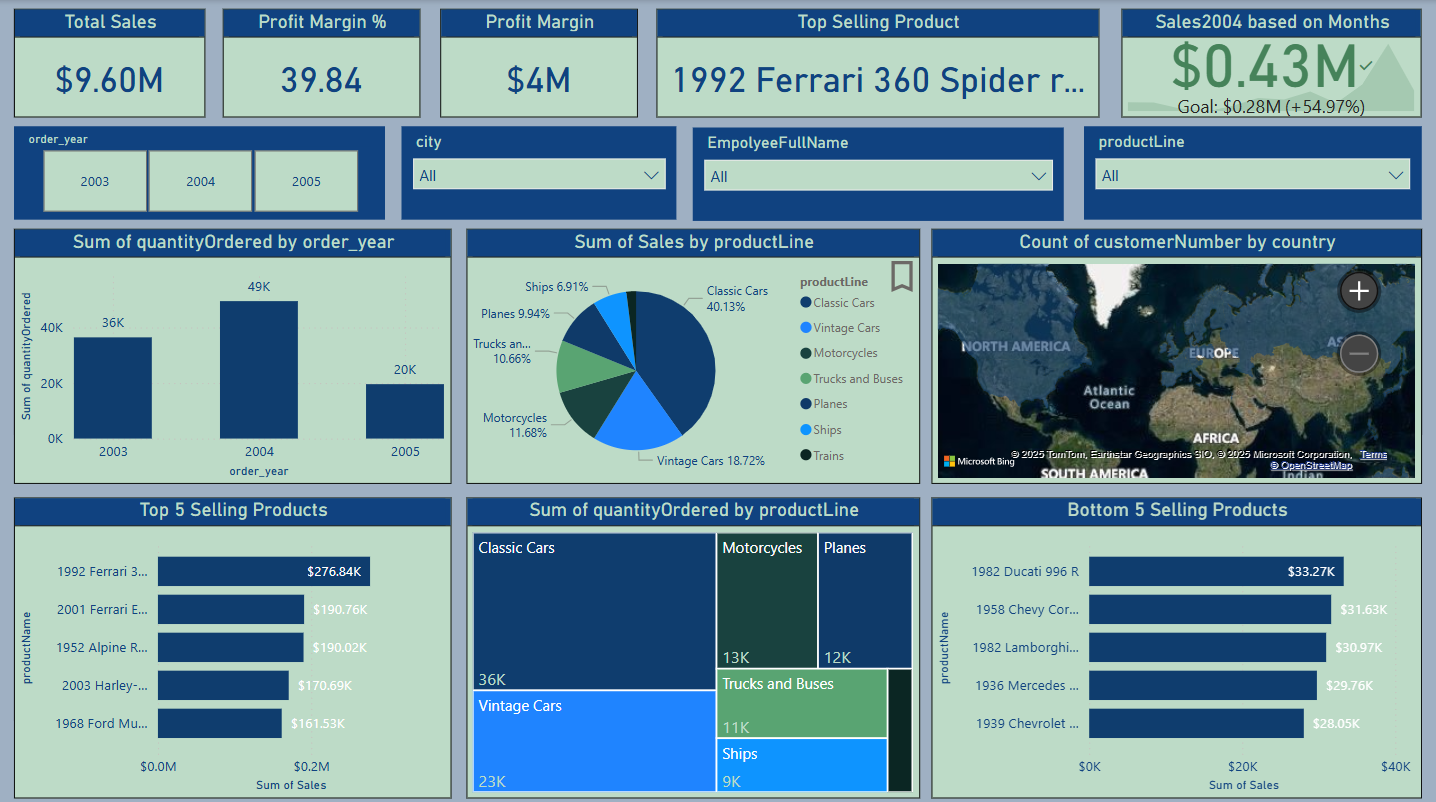 Total Sales
$9.60M
Profit Margin %
39.84
Profit Margin
$4M
Top Selling Product
1992 Ferrari 360 Spider r...
Sales2004 based on Months
$0.43M
Goal: $0.28M (+54.97%)
order_year
2003
2004
2005
city
All
EmpolyeeFullName
All
productLine
All
Sum of quantityOrdered by order_year
Sum of quantityOrdered
40K
20K
0K
36K
49K
20K
2003
2004
2005
order_year
Sum of Sales by productLine
Ships 6.91%
Planes 9.94%
Trucks an...
10.66%
Motorcycles
11.68%
Vintage Cars 18.72%
Classic Cars
40.13%
productLine
Classic Cars
Vintage Cars
Motorcycles
Trucks and Buses
Planes
Ships
Trains
Count of customerNumber by country
NORTH AMERICA
EUROPE
AS
Atlantic
Ocean
AFRICA
SOUTH AMERICA
Indian
Microsoft Bing
© 2025 TomTom, Earthstar Geographics SIO, © 2025 Microsoft Corporation, Terms
© OpenStreetMap
Top 5 Selling Products
productName
1992 Ferrari 3...
$276.84K
2001 Ferrari E...
$190.76K
1952 Alpine R...
$190.02K
2003 Harley-...
$170.69K
1968 Ford Mu...
$161.53K
$0.0M
$0.2M
Sum of Sales
Sum of quantityOrdered by productLine
Classic Cars
36K
Vintage Cars
23K
Motorcycles
13K
Planes
12K
Trucks and Buses
11K
Ships
9K
Bottom 5 Selling Products
productName
1982 Ducati 996 R
$33.27K
1958 Chevy Cor...
$31.63K
1982 Lamborghi...
$30.97K
1936 Mercedes ...
$29.76K
1939 Chevrolet ...
$28.05K
$0K
$20K
$40K
Sum of Sales